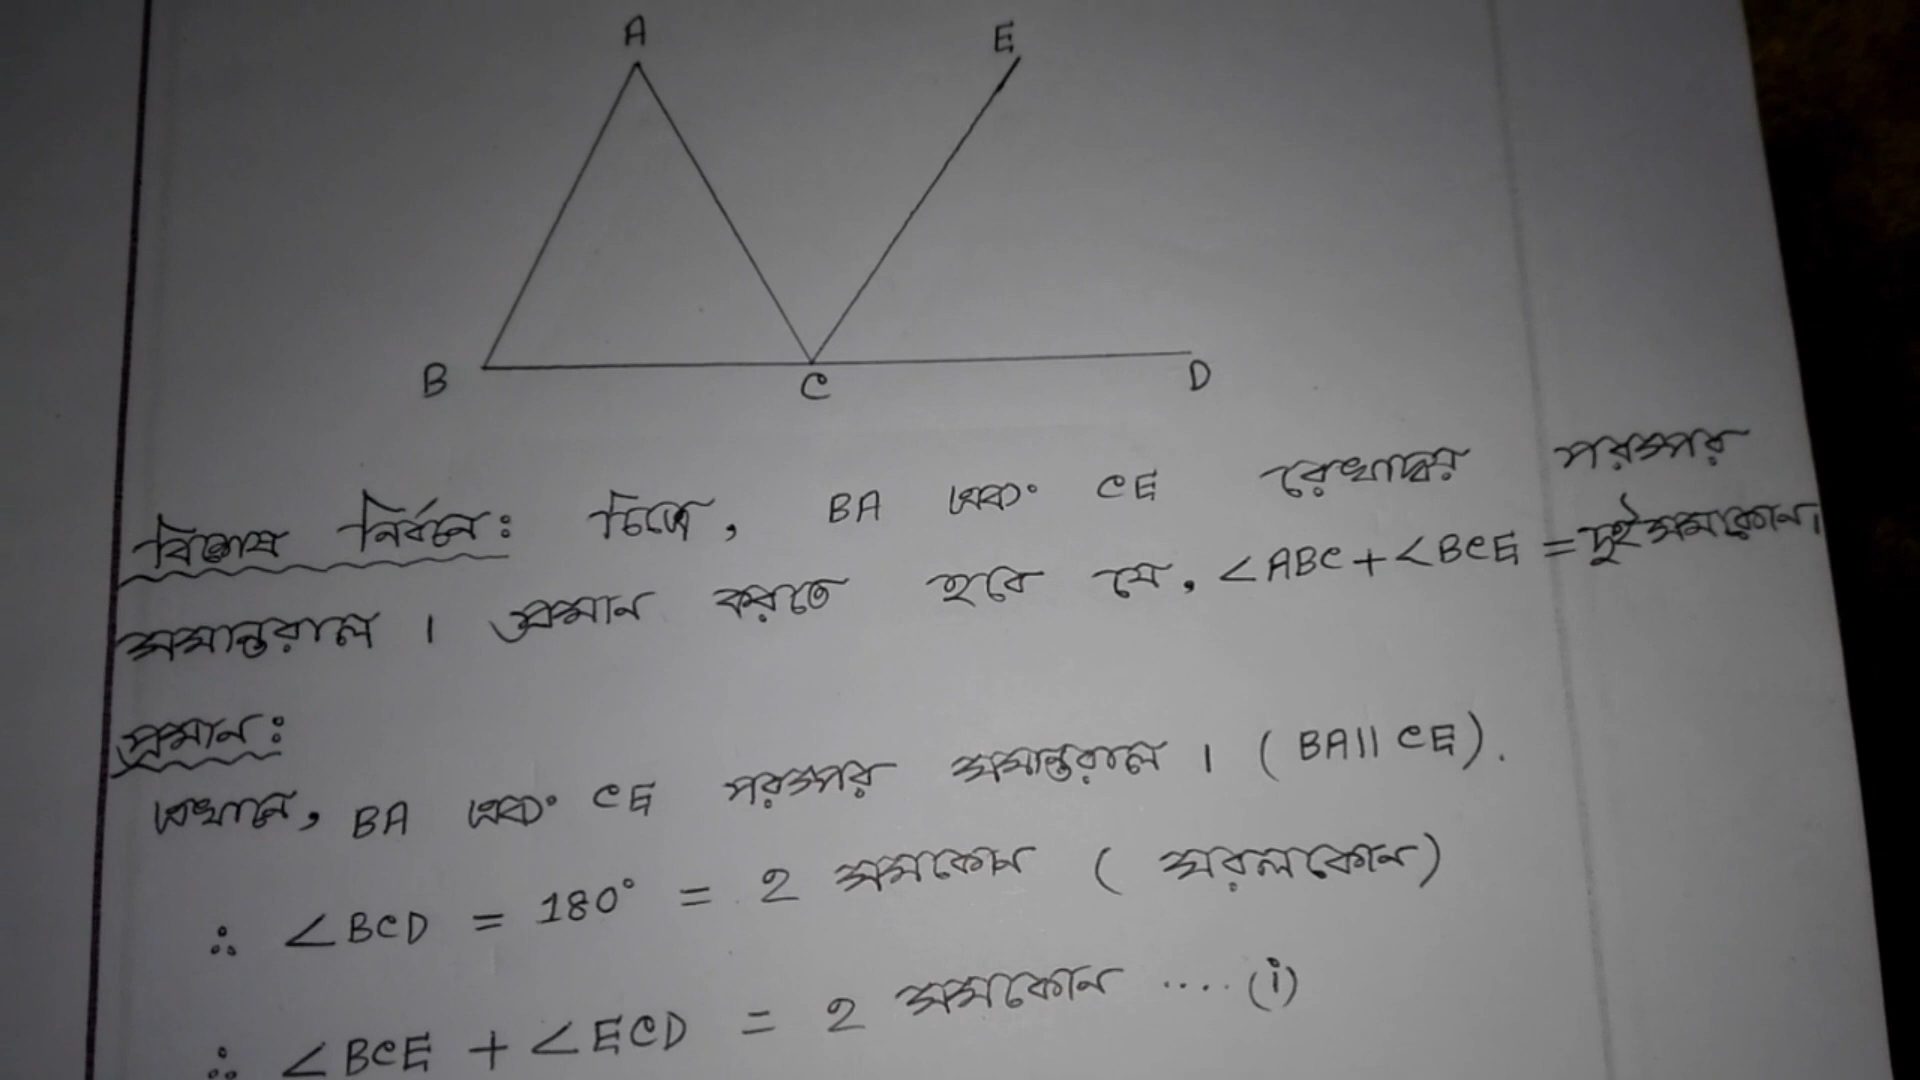 A
E
B
C
D
বিশেষ নির্বচন: চিত্রে, BA এবং CE রেখাদ্বয় পরস্পর
সমান্তরাল । প্রমান করতে হবে যে, ∠ABC + ∠BCE = দুই সমকোন।
প্রমান:
এখানে, BA এবং CE পরস্পর সমান্তরাল । (BA || CE).
∴ ∠BCD = 180° = 2 সমকোন ( সরলকোন)
∴ ∠BCE + ∠ECD = 2 সমকোন .... (i)